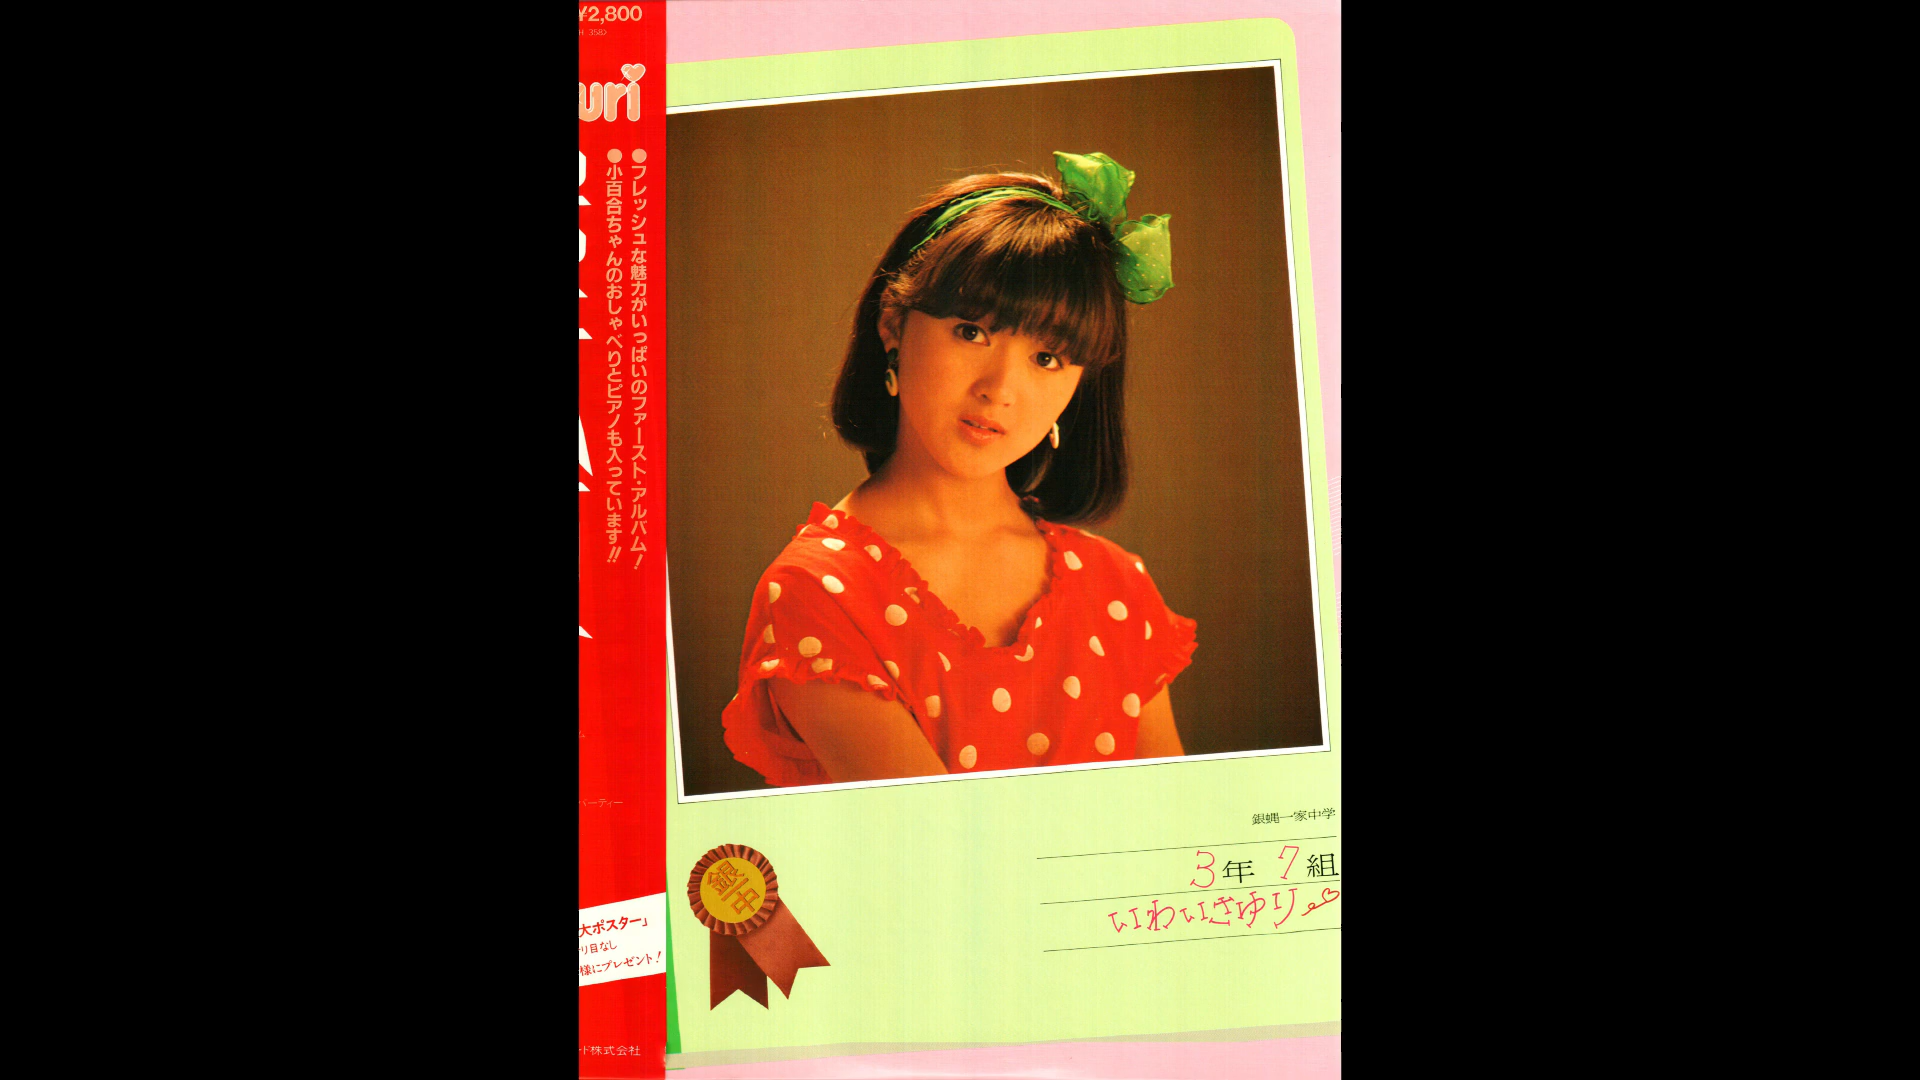 ¥2,800
uri
●フレッシュな魅力がいっぱいのファースト・アルバム!
●小百合ちゃんのおしゃべりとピアノも入っています!!
パーティー
大ポスター」
り目なし
様にプレゼント!
ド株式会社
銀蝿一家中学
3年 7組
いわいさゆり
銀中